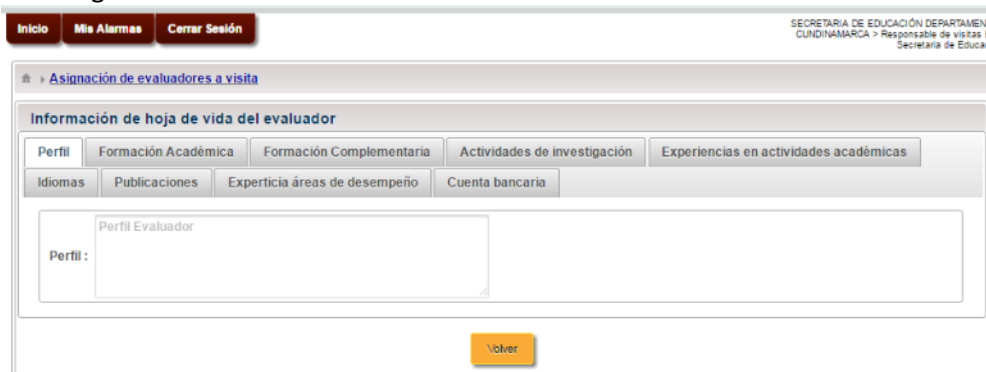 Inicio Mis Alarmas Cerrar Sesión
SECRETARIA DE EDUCACIÓN DEPARTAMEN
CUNDINAMARCA > Responsable de visitas
Secretaria de Educa
Asignación de evaluadores a visita
Información de hoja de vida del evaluador
Perfil Formación Académica Formación Complementaria Actividades de investigación Experiencias en actividades académicas
Idiomas Publicaciones Experticia áreas de desempeño Cuenta bancaria
Perfil Evaluador
Perfil :
Volver